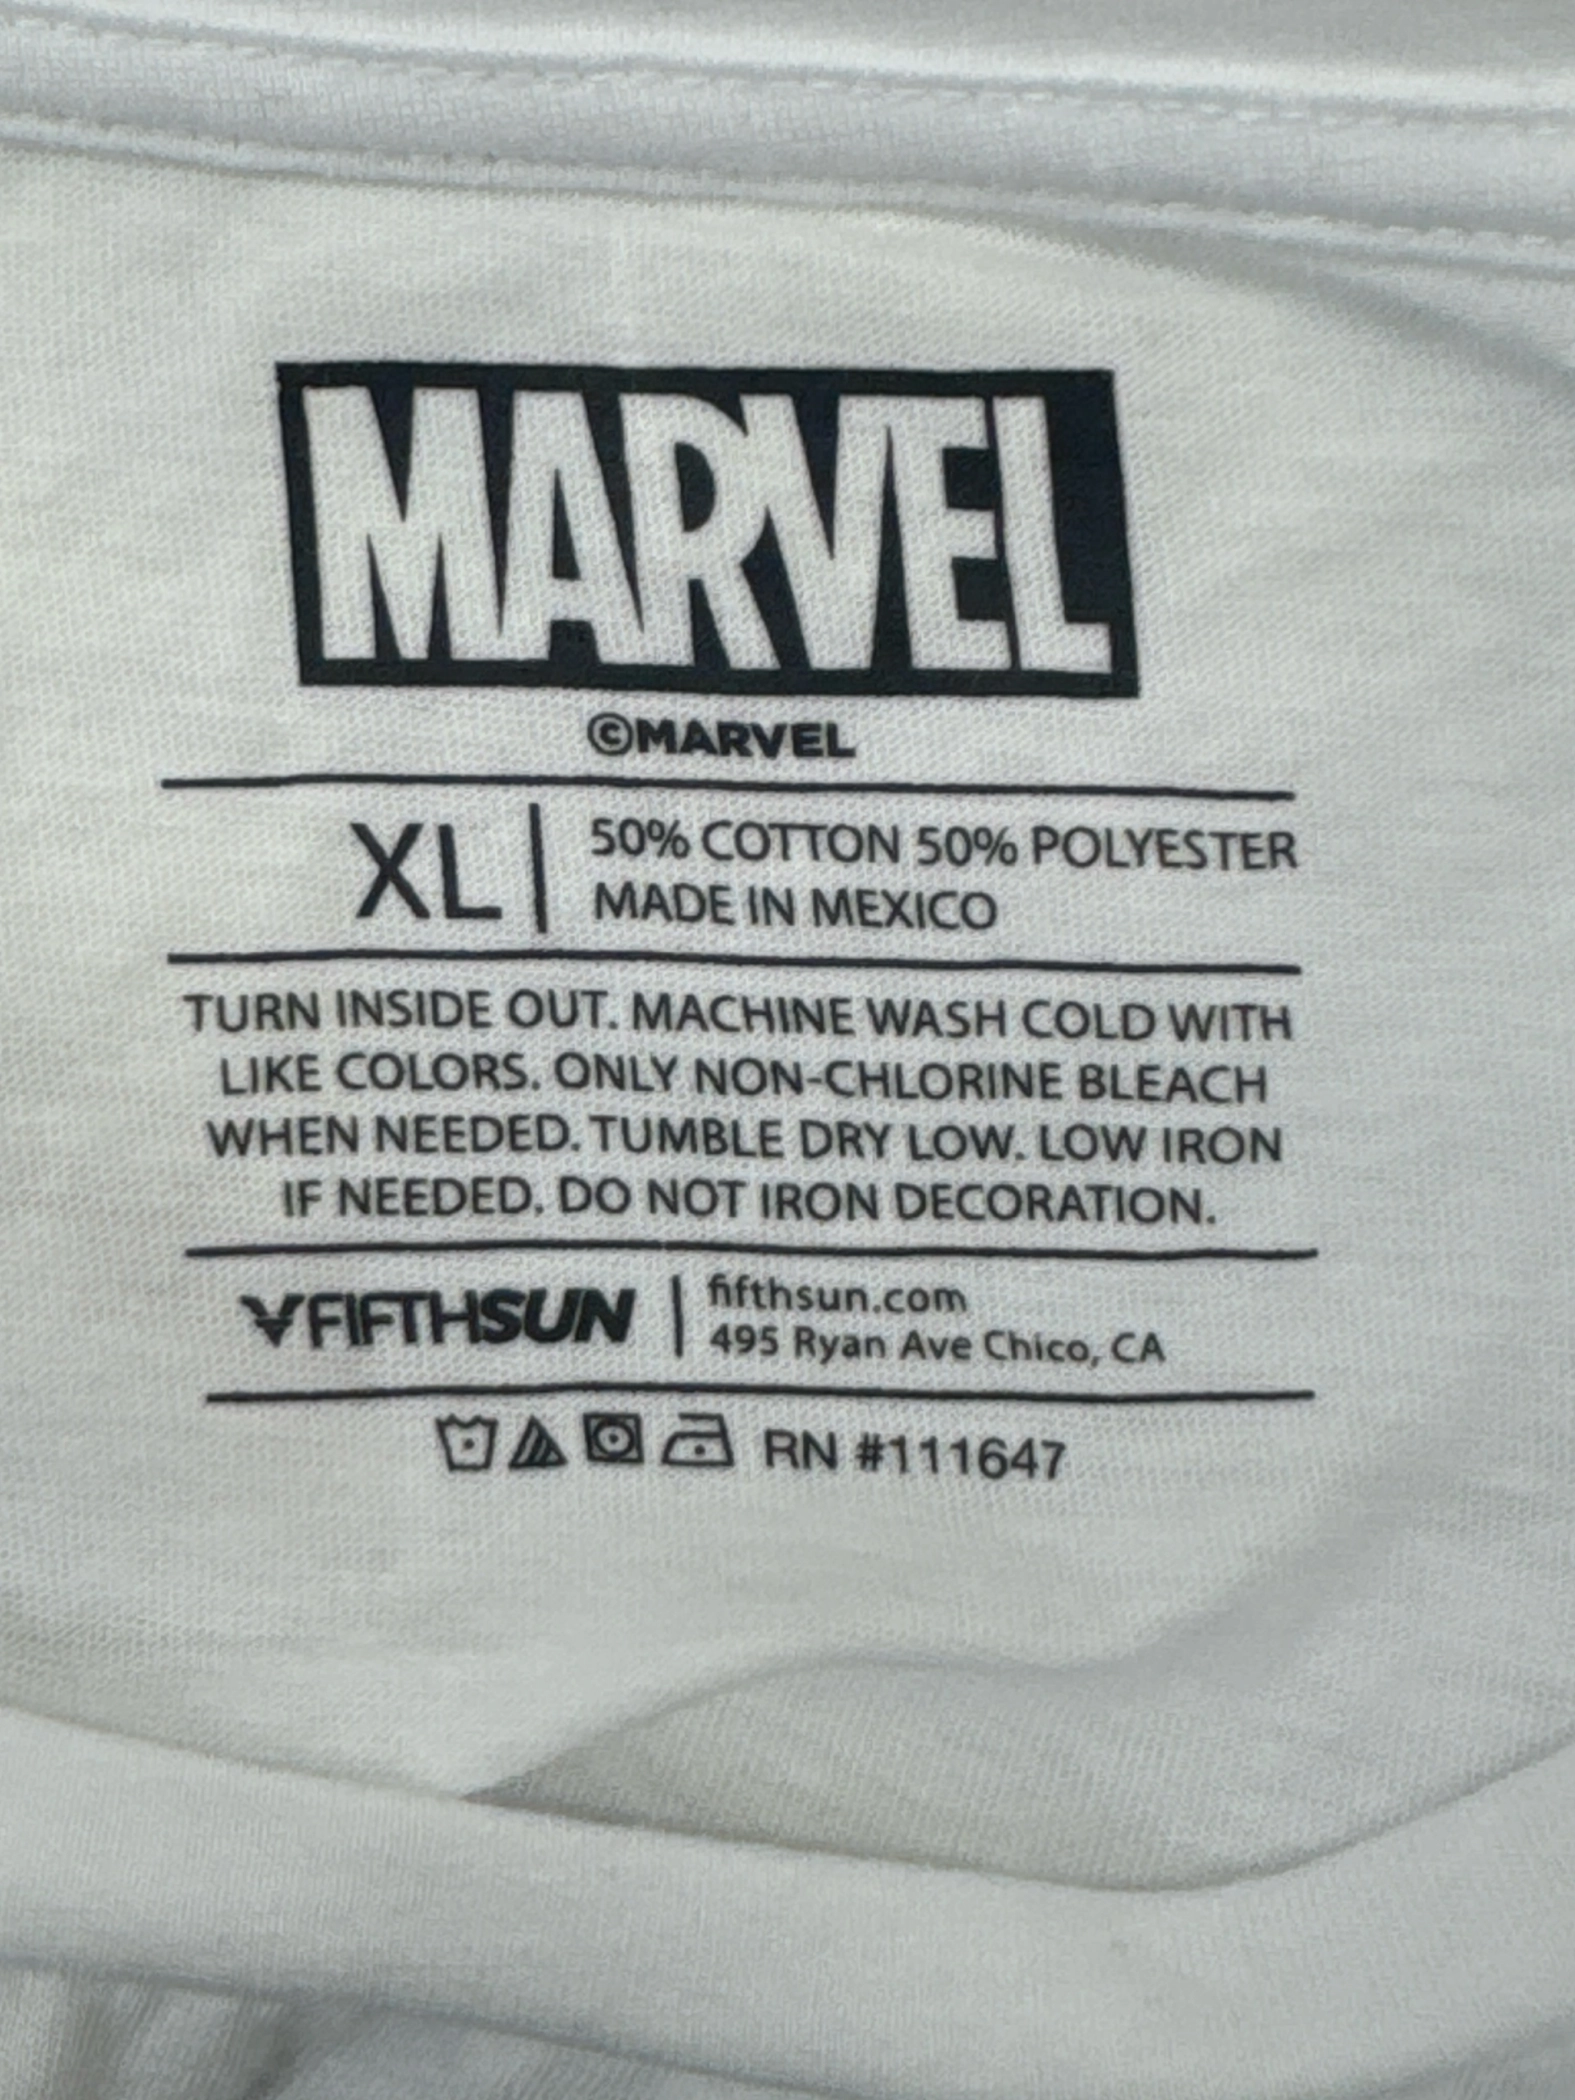 MARVEL
©MARVEL
XL
50% COTTON 50% POLYESTER
MADE IN MEXICO
TURN INSIDE OUT. MACHINE WASH COLD WITH
LIKE COLORS. ONLY NON-CHLORINE BLEACH
WHEN NEEDED. TUMBLE DRY LOW. LOW IRON
IF NEEDED. DO NOT IRON DECORATION.
FIFTHSUN
fifthsun.com
495 Ryan Ave Chico, CA
RN #111647